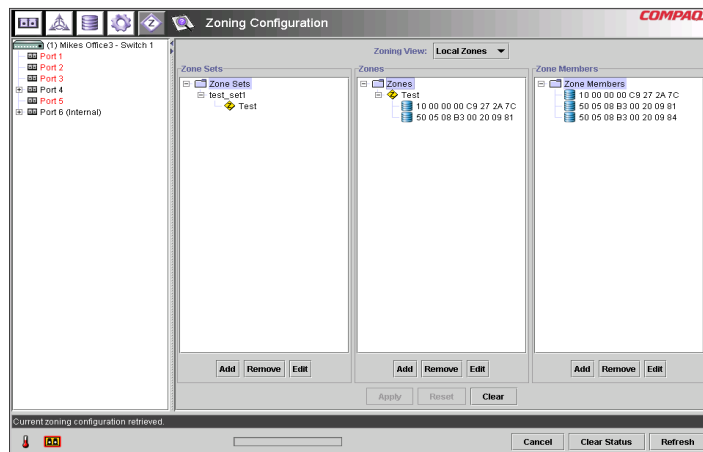 Zoning Configuration
COMPAQ
(1) Mikes Office3 - Switch 1
Port 1
Port 2
Port 3
Port 4
Port 5
Port 6 (Internal)
Zoning View: Local Zones
Zone Sets
Zone Sets
test_set1
Test
Add Remove Edit
Zones
Zones
Test
10 00 00 00 C9 27 2A 7C
50 05 08 B3 00 20 09 81
Add Remove Edit
Zone Members
Zone Members
10 00 00 00 C9 27 2A 7C
50 05 08 B3 00 20 09 81
50 05 08 B3 00 20 09 84
Add Remove Edit
Apply Reset Clear
Current zoning configuration retrieved.
Cancel Clear Status Refresh